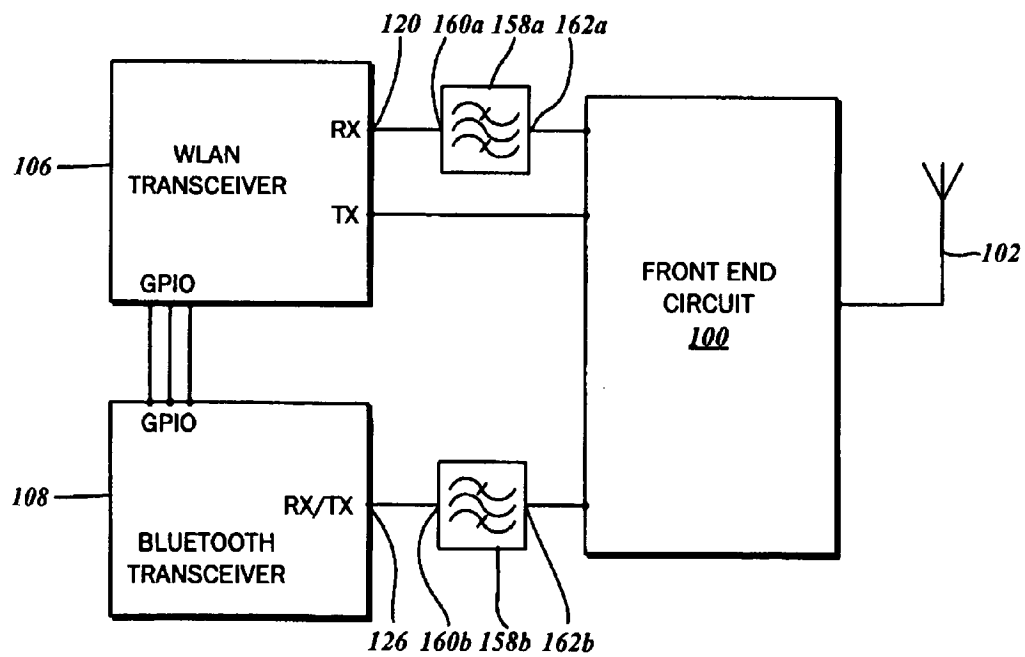 120 160a 158a 162a
RX
106
WLAN
TRANSCEIVER
TX
GPIO
FRONT END
CIRCUIT
100
102
GPIO
108
RX/TX
BLUETOOTH
TRANSCEIVER
126 160b 158b 162b